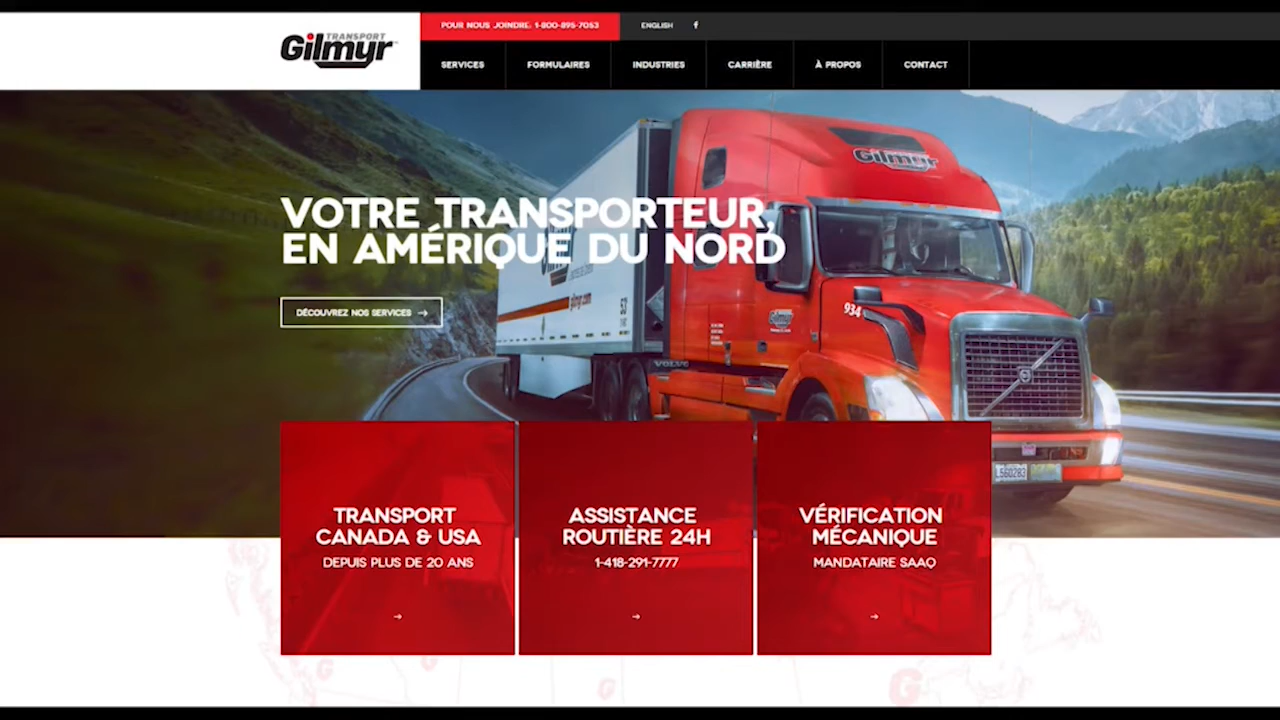 TRANSPORT
Gilmyr
POUR NOUS JOINDRE: 1-800-895-7053
ENGLISH
f
SERVICES
FORMULAIRES
INDUSTRIES
CARRIÈRE
À PROPOS
CONTACT
Gilmyr
VOTRE TRANSPORTEUR,
EN AMÉRIQUE DU NORD
DÉCOUVREZ NOS SERVICES →
934
53
VOLVO
L560283
TRANSPORT
CANADA & USA
DEPUIS PLUS DE 20 ANS
→
ASSISTANCE
ROUTIÈRE 24H
1-418-291-7777
→
VÉRIFICATION
MÉCANIQUE
MANDATAIRE SAAQ
→
G
G
G
G